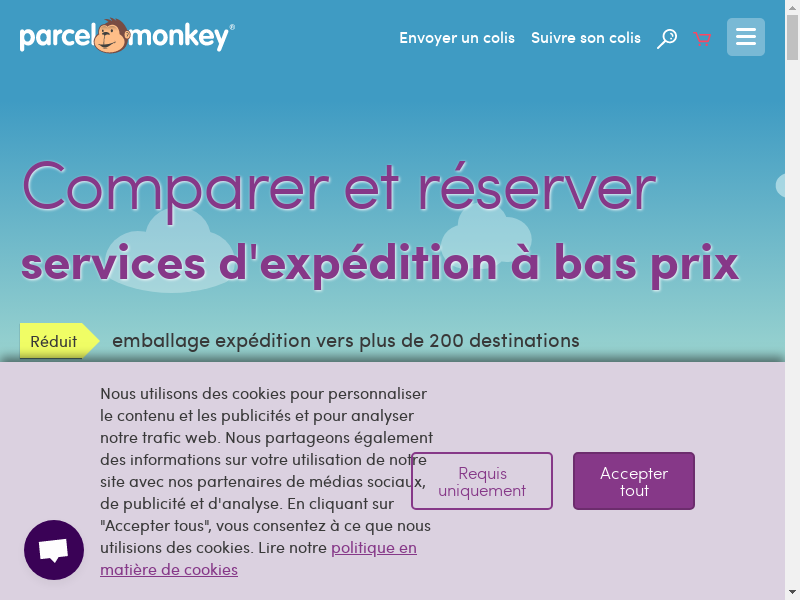 parcel monkey®
Envoyer un colis
Suivre son colis
Comparer et réserver
services d'expédition à bas prix
Réduit
emballage expédition vers plus de 200 destinations
Nous utilisons des cookies pour personnaliser
le contenu et les publicités et pour analyser
notre trafic web. Nous partageons également
des informations sur votre utilisation de notre
site avec nos partenaires de médias sociaux,
de publicité et d'analyse. En cliquant sur
"Accepter tous", vous consentez à ce que nous
utilisions des cookies. Lire notre politique en
matière de cookies
Requis
uniquement
Accepter
tout